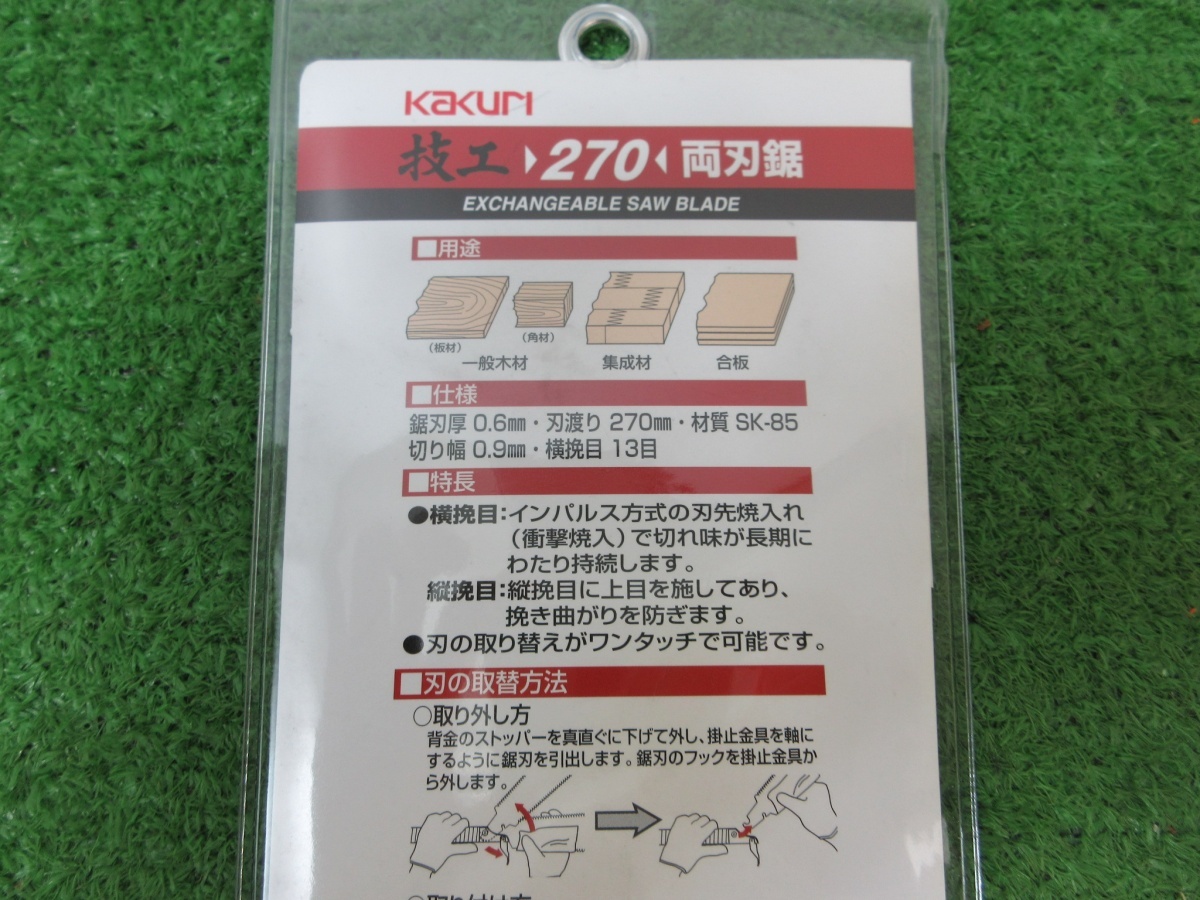 KAKURI
技工 270 両刃鋸
EXCHANGEABLE SAW BLADE
■用途
(板材)
(角材)
一般木材
集成材
合板
■仕様
鋸刃厚 0.6㎜・刃渡り 270㎜・材質 SK-85
切り幅 0.9㎜・横挽目 13目
■特長
●横挽目:インパルス方式の刃先焼入れ
(衝撃焼入)で切れ味が長期に
わたり持続します。
縦挽目:縦挽目に上目を施してあり、
挽き曲がりを防ぎます。
●刃の取り替えがワンタッチで可能です。
■刃の取替方法
○取り外し方
背金のストッパーを真直ぐに下げて外し、掛止金具を軸に
するように鋸刃を引出します。鋸刃のフックを掛止金具か
ら外します。
○取り付け方